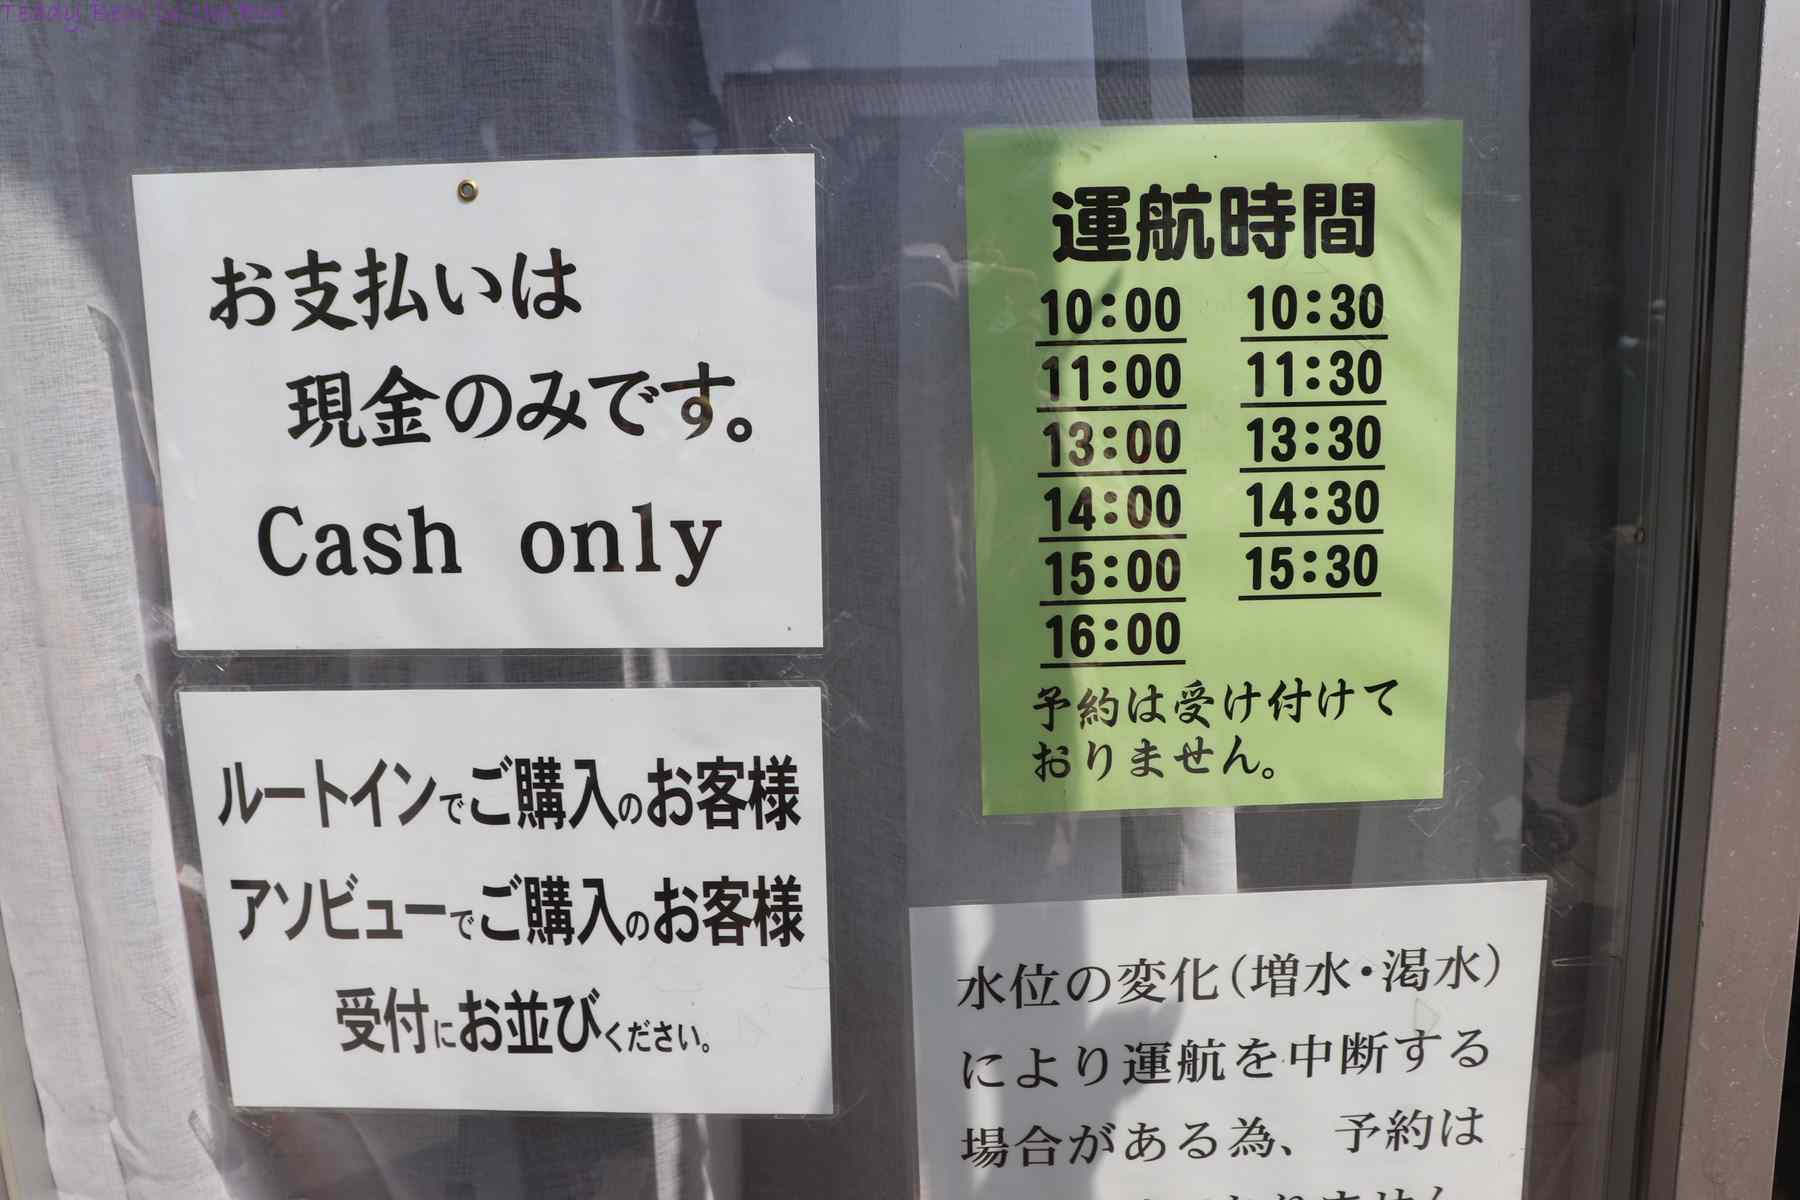 Teddy Bear in the Box
お支払いは
現金のみです。
Cash only
ルートインでご購入のお客様
アソビューでご購入のお客様
受付にお並びください。
運航時間
10:00 10:30
11:00 11:30
13:00 13:30
14:00 14:30
15:00 15:30
16:00
予約は受け付けて
おりません。
水位の変化(増水・渇水)
により運航を中断する
場合がある為、予約は